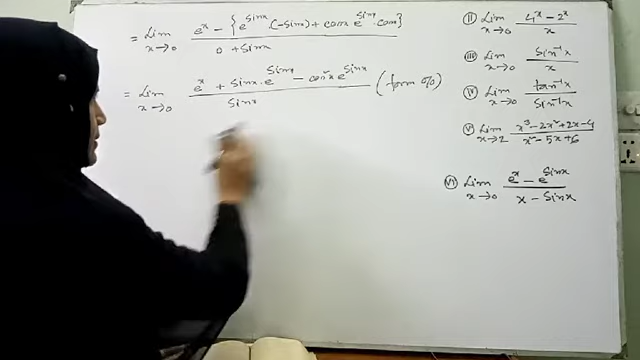 = Lim x→0 e^x - {e^sinx (-sinx) + cosx e^sinx . cosx} / 0 + sinx
= Lim x→0 e^x + sinx . e^sinx - cos²x e^sinx / sinx (form 0/0)
(ii) Lim x→0 4^x - 2^x / x
(iii) Lim x→0 sin⁻¹x / x
(iv) Lim x→0 tan⁻¹x / sin⁻¹x
(v) Lim x→2 x³ - 2x² + 2x - 4 / x² - 5x + 6
(vi) Lim x→0 e^x - e^sinx / x - sinx